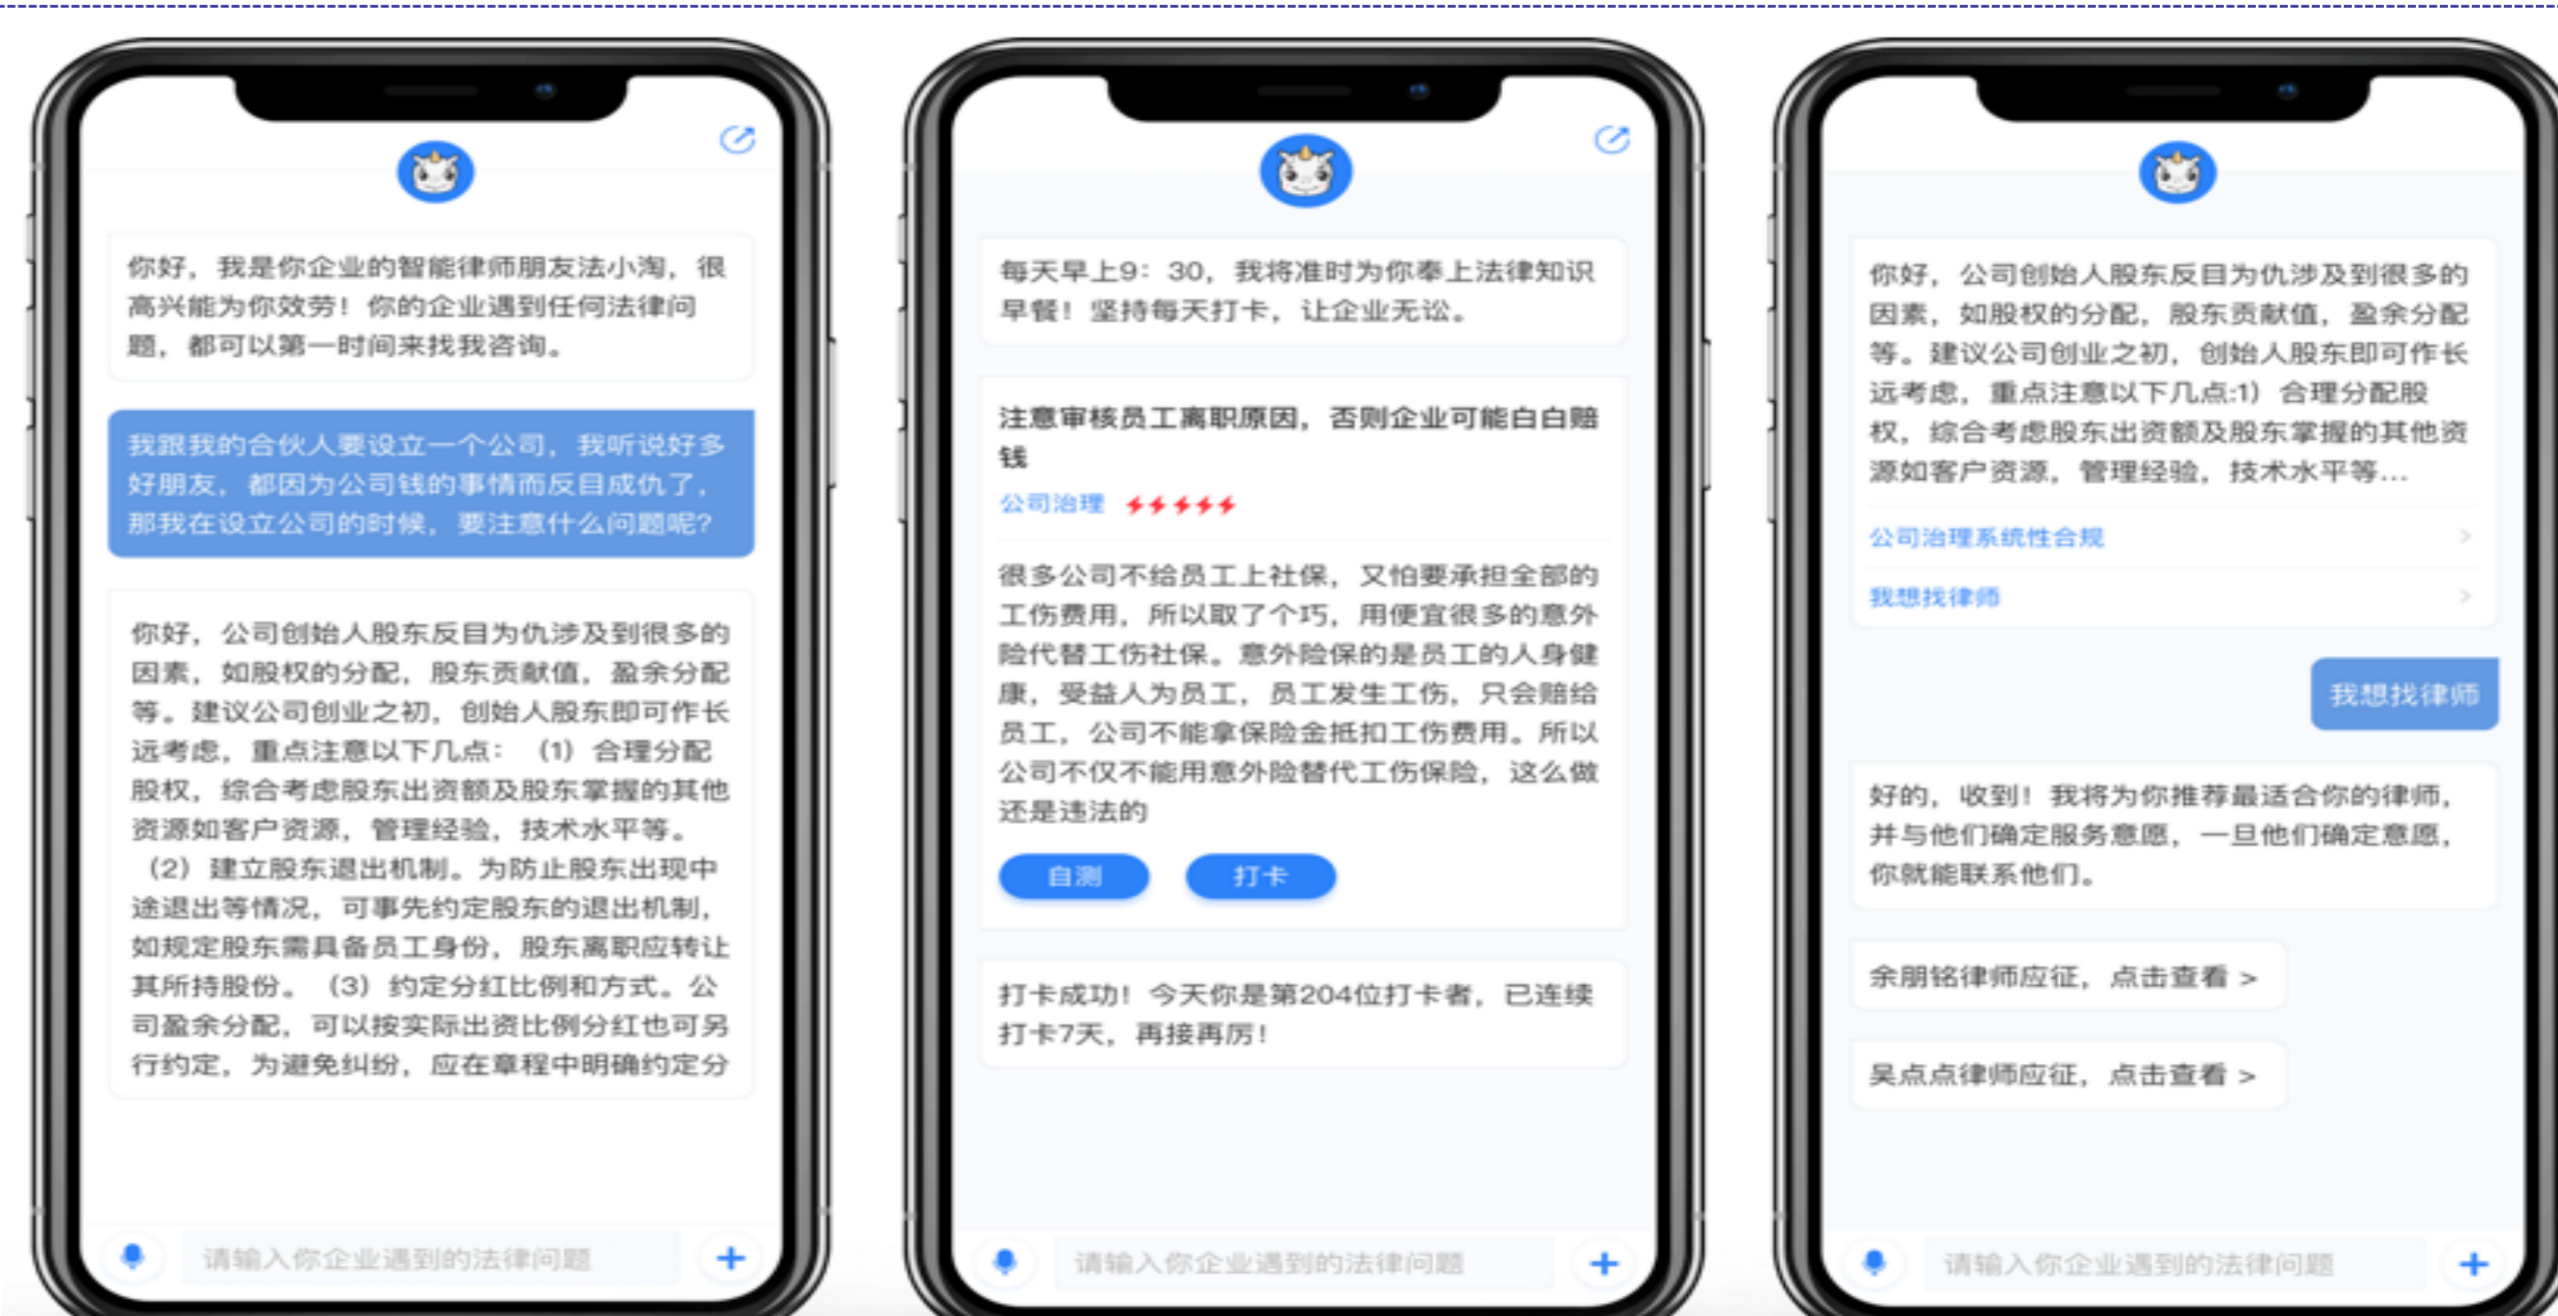 你好，我是你企业的智能律师朋友法小淘，很
高兴能为你效劳！你的企业遇到任何法律问
题，都可以第一时间来找我咨询。
我跟我的合伙人要设立一个公司，我听说好多
好朋友，都因为公司钱的事情而反目成仇了，
那我在设立公司的时候，要注意什么问题呢？
你好，公司创始人股东反目为仇涉及到很多的
因素，如股权的分配，股东贡献值，盈余分配
等。建议公司创业之初，创始人股东即可作长
远考虑，重点注意以下几点：（1）合理分配
股权，综合考虑股东出资额及股东掌握的其他
资源如客户资源，管理经验，技术水平等。
（2）建立股东退出机制。为防止股东出现中
途退出等情况，可事先约定股东的退出机制，
如规定股东需具备员工身份，股东离职应转让
其所持股份。（3）约定分红比例和方式。公
司盈余分配，可以按实际出资比例分红也可另
行约定，为避免纠纷，应在章程中明确约定分
请输入你企业遇到的法律问题
每天早上9：30，我将准时为你奉上法律知识
早餐！坚持每天打卡，让企业无讼。
注意审核员工离职原因，否则企业可能白白赔
钱
公司治理
很多公司不给员工上社保，又怕要承担全部的
工伤费用，所以取了个巧，用便宜很多的意外
险代替工伤社保。意外险保的是员工的人身健
康，受益人为员工，员工发生工伤，只会赔给
员工，公司不能拿保险金抵扣工伤费用。所以
公司不仅不能用意外险替代工伤保险，这么做
还是违法的
自测 打卡
打卡成功！今天你是第204位打卡者，已连续
打卡7天，再接再厉！
请输入你企业遇到的法律问题
你好，公司创始人股东反目为仇涉及到很多的
因素，如股权的分配，股东贡献值，盈余分配
等。建议公司创业之初，创始人股东即可作长
远考虑，重点注意以下几点:1）合理分配股
权，综合考虑股东出资额及股东掌握的其他资
源如客户资源，管理经验，技术水平等...
公司治理系统性合规 >
我想找律师 >
我想找律师
好的，收到！我将为你推荐最适合你的律师，
并与他们确定服务意愿，一旦他们确定意愿，
你就能联系他们。
余朋铭律师应征，点击查看 >
吴点点律师应征，点击查看 >
请输入你企业遇到的法律问题